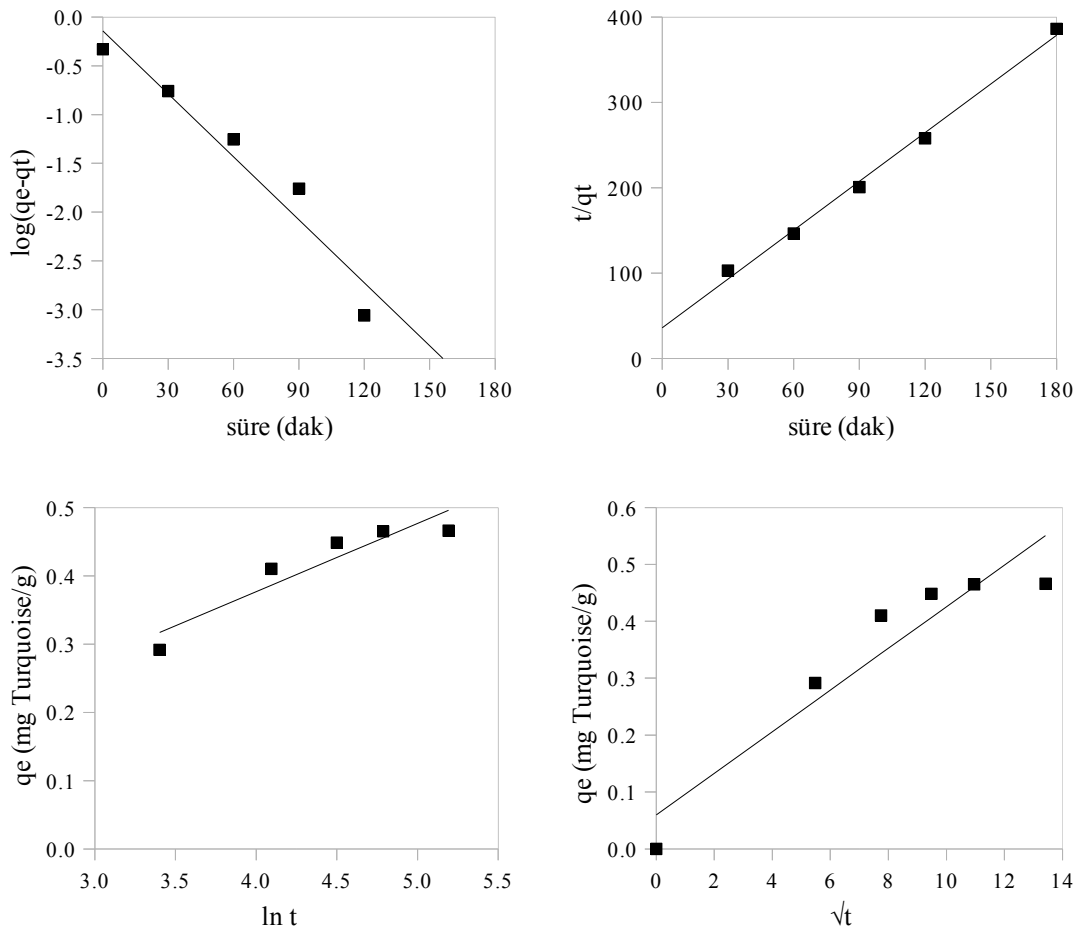 0.0
-0.5
-1.0
-1.5
-2.0
-2.5
-3.0
-3.5
log(qe-qt)
0 30 60 90 120 150 180
süre (dak)
400
300
200
100
0
t/qt
0 30 60 90 120 150 180
süre (dak)
0.5
0.4
0.3
0.2
0.1
0.0
qe (mg Turquoise/g)
3.0 3.5 4.0 4.5 5.0 5.5
ln t
0.6
0.5
0.4
0.3
0.2
0.1
0.0
qe (mg Turquoise/g)
0 2 4 6 8 10 12 14
√t